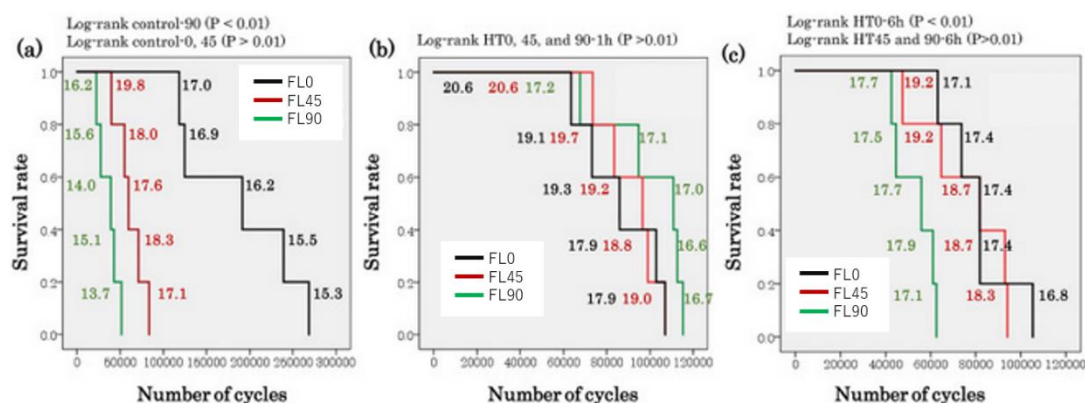 Log-rank control-90 (P < 0.01)
Log-rank control-0, 45 (P > 0.01)
(a)
1.0
0.8
0.6
0.4
0.2
0.0
Survival rate
16.2
19.8
17.0
15.6
18.0
16.9
14.0
17.6
16.2
15.1
18.3
15.5
13.7
17.1
15.3
FL0
FL45
FL90
0 60000 100000 150000 200000 250000 300000
Number of cycles
Log-rank HT0, 45, and 90-1h (P >0.01)
(b)
1.0
0.8
0.6
0.4
0.2
0.0
Survival rate
20.6 20.6 17.2
19.1 19.7 17.1
19.3 19.2 17.0
17.9 18.8 16.6
17.9 19.0 16.7
FL0
FL45
FL90
0 20000 40000 60000 80000 100000 120000
Number of cycles
Log-rank HT0-6h (P < 0.01)
Log-rank HT45 and 90-6h (P>0.01)
(c)
1.0
0.8
0.6
0.4
0.2
0.0
Survival rate
17.7 19.2 17.1
17.5 19.2 17.4
17.7 18.7 17.4
17.9 18.7 17.4
17.1 18.3 16.8
FL0
FL45
FL90
0 20000 40000 60000 80000 100000 120000
Number of cycles